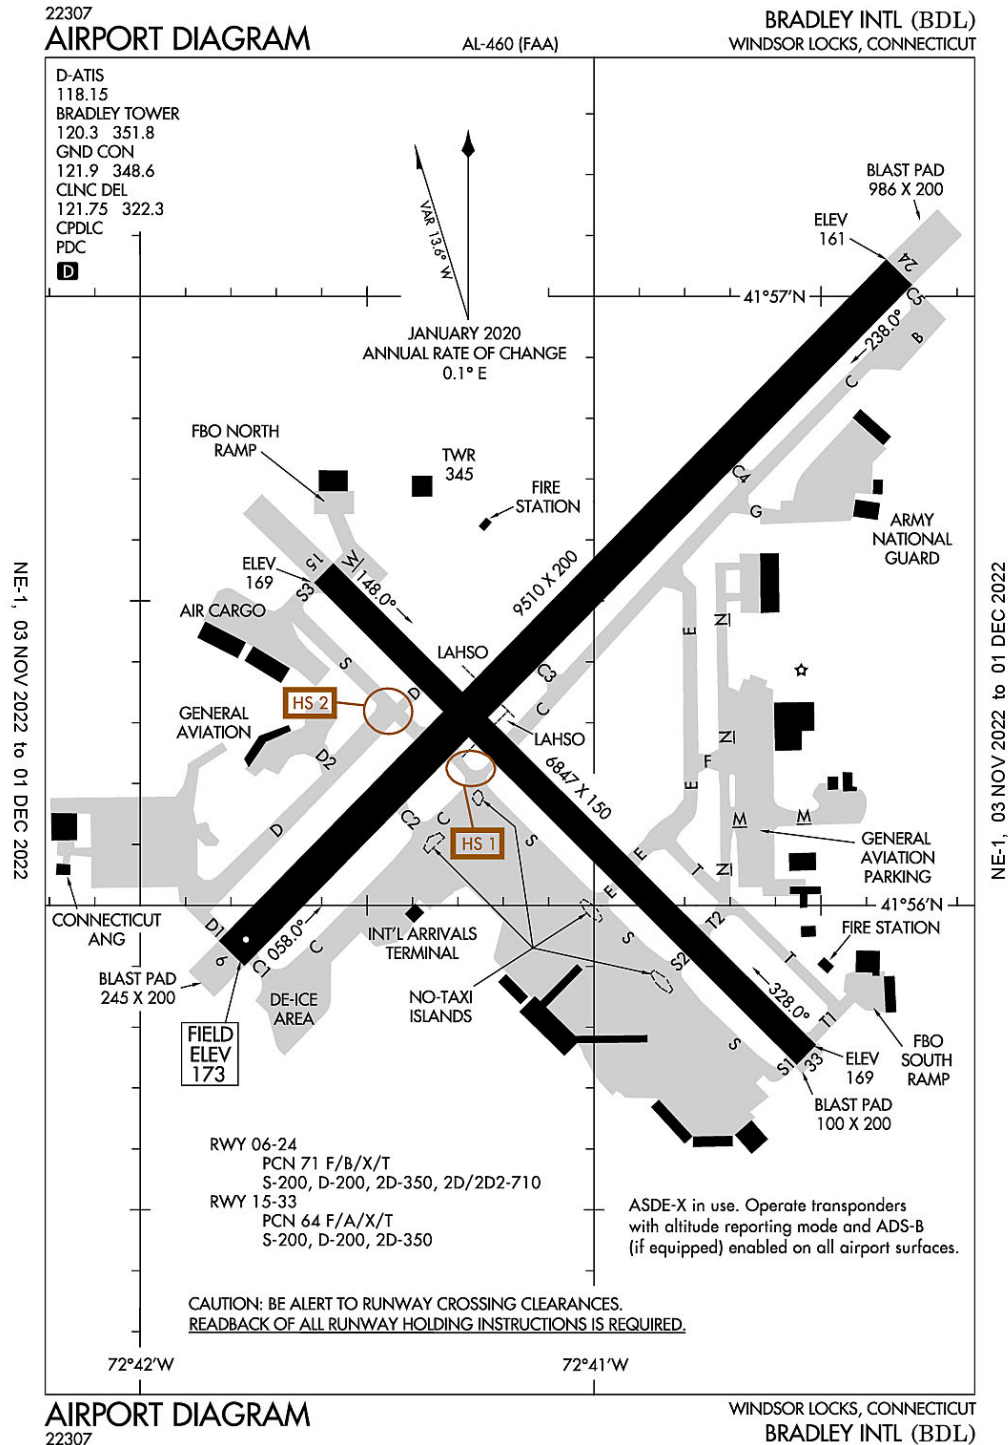 22307
AIRPORT DIAGRAM
AL-460 (FAA)
BRADLEY INTL (BDL)
WINDSOR LOCKS, CONNECTICUT
D-ATIS
118.15
BRADLEY TOWER
120.3 351.8
GND CON
121.9 348.6
CLNC DEL
121.75 322.3
CPDLC
PDC
D
VAR 13.6° W
JANUARY 2020
ANNUAL RATE OF CHANGE
0.1° E
BLAST PAD
986 X 200
ELEV
161
24
C5
41°57'N
238.0°
B
C
FBO NORTH
RAMP
TWR
345
FIRE
STATION
C4
G
ARMY
NATIONAL
GUARD
ELEV
169
15
W
S3
148.0°
9510 X 200
AIR CARGO
S
LAHSO
E
N
C3
HS 2
D
C
GENERAL
AVIATION
D2
LAHSO
N
F
6847 X 150
E
D
C2
C
HS 1
S
M
M
GENERAL
AVIATION
PARKING
E
T
N
E
CONNECTICUT
ANG
D1
6
C1
058.0°
C
INT'L ARRIVALS
TERMINAL
S
T2
41°56'N
FIRE STATION
S2
T
BLAST PAD
245 X 200
DE-ICE
AREA
NO-TAXI
ISLANDS
328.0°
T1
FIELD
ELEV
173
S
S1
33
ELEV
169
FBO
SOUTH
RAMP
BLAST PAD
100 X 200
RWY 06-24
PCN 71 F/B/X/T
S-200, D-200, 2D-350, 2D/2D2-710
RWY 15-33
PCN 64 F/A/X/T
S-200, D-200, 2D-350
ASDE-X in use. Operate transponders
with altitude reporting mode and ADS-B
(if equipped) enabled on all airport surfaces.
CAUTION: BE ALERT TO RUNWAY CROSSING CLEARANCES.
READBACK OF ALL RUNWAY HOLDING INSTRUCTIONS IS REQUIRED.
72°42'W
72°41'W
NE-1, 03 NOV 2022 to 01 DEC 2022
NE-1, 03 NOV 2022 to 01 DEC 2022
AIRPORT DIAGRAM
22307
WINDSOR LOCKS, CONNECTICUT
BRADLEY INTL (BDL)